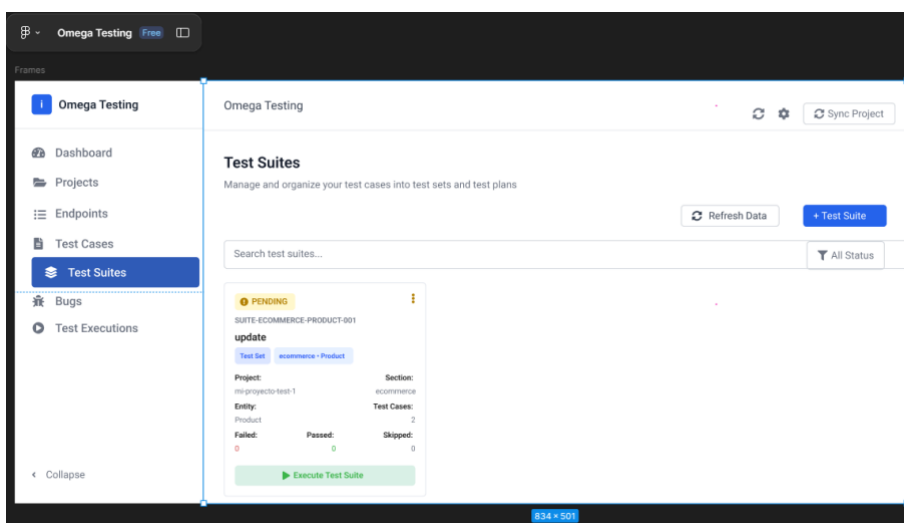 Omega Testing Free
Frames
i Omega Testing
Omega Testing
Sync Project
Dashboard
Projects
Endpoints
Test Cases
Test Suites
Bugs
Test Executions
Collapse
Test Suites
Manage and organize your test cases into test sets and test plans
Refresh Data
+ Test Suite
Search test suites...
All Status
PENDING
SUITE-ECOMMERCE-PRODUCT-001
update
Test Set ecommerce - Product
Project: Section:
mi-proyecto-test-1 ecommerce
Entity: Test Cases:
Product 2
Failed: Passed: Skipped:
0 0 0
Execute Test Suite
834 × 501